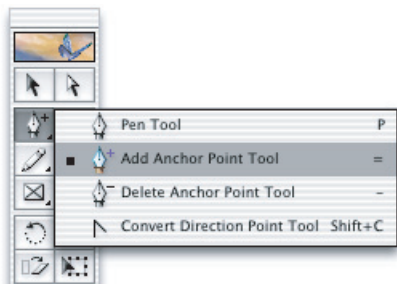 Pen Tool P
Add Anchor Point Tool =
Delete Anchor Point Tool -
Convert Direction Point Tool Shift+C